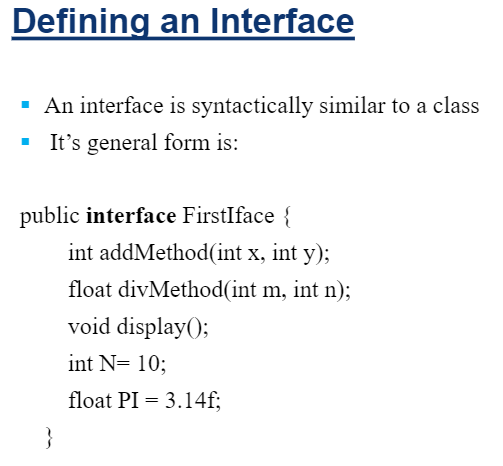 Defining an Interface
▪ An interface is syntactically similar to a class
▪ It’s general form is:
public interface FirstIface {
int addMethod(int x, int y);
float divMethod(int m, int n);
void display();
int N= 10;
float PI = 3.14f;
}